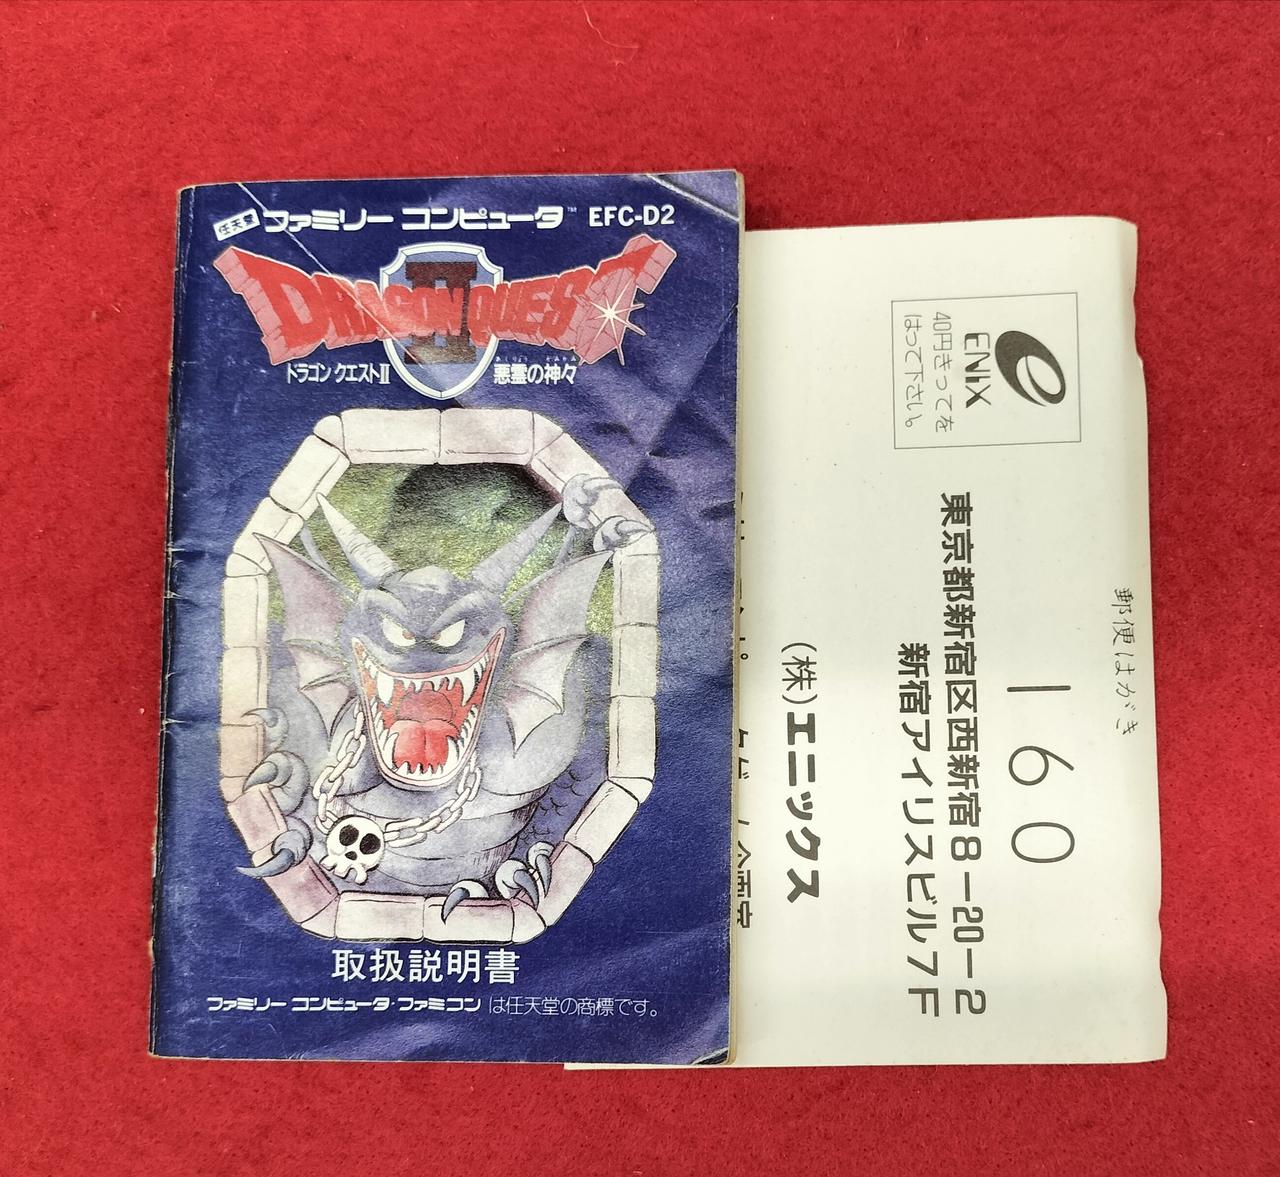 任天堂 ファミリー コンピュータ™ EFC-D2
DRAGON QUEST
II
ドラゴン クエストII
あくりょう かみがみ
悪霊の神々
取扱説明書
ファミリー コンピュータ・ファミコン は任天堂の商標です。
郵便はがき
160
東京都新宿区西新宿8-20-2
新宿アイリスビル7F
(株)エニックス
ENIX
40円きってを
はって下さい。